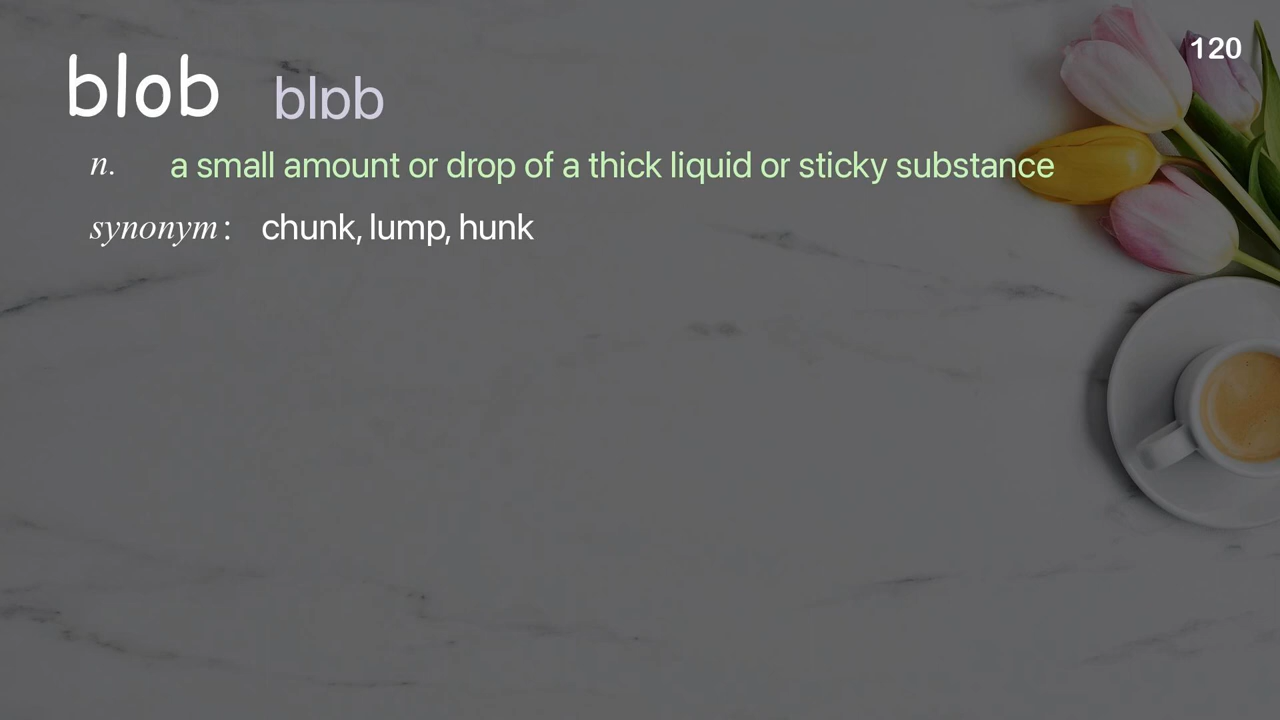 120
blob blɒb
n. a small amount or drop of a thick liquid or sticky substance
synonym : chunk, lump, hunk